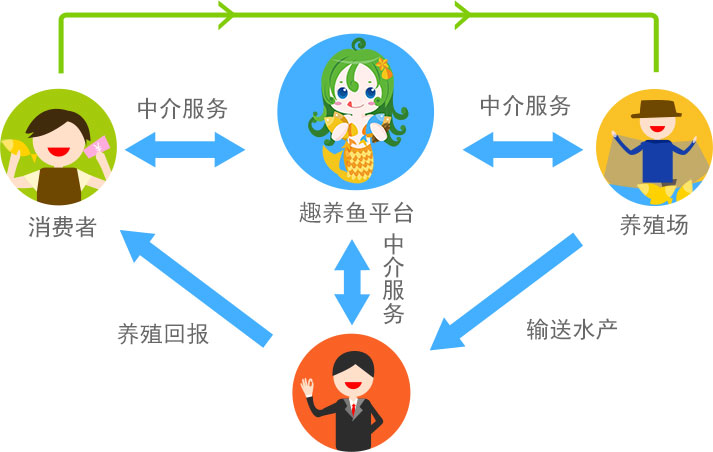 中介服务
中介服务
消费者
趣养鱼平台
养殖场
中介服务
养殖回报
输送水产